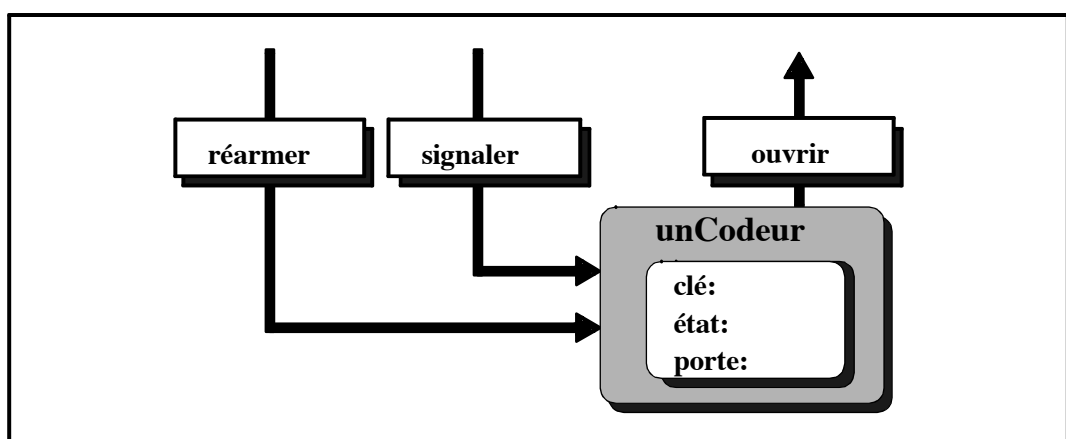 réarmer
signaler
ouvrir
unCodeur
clé:
état:
porte: